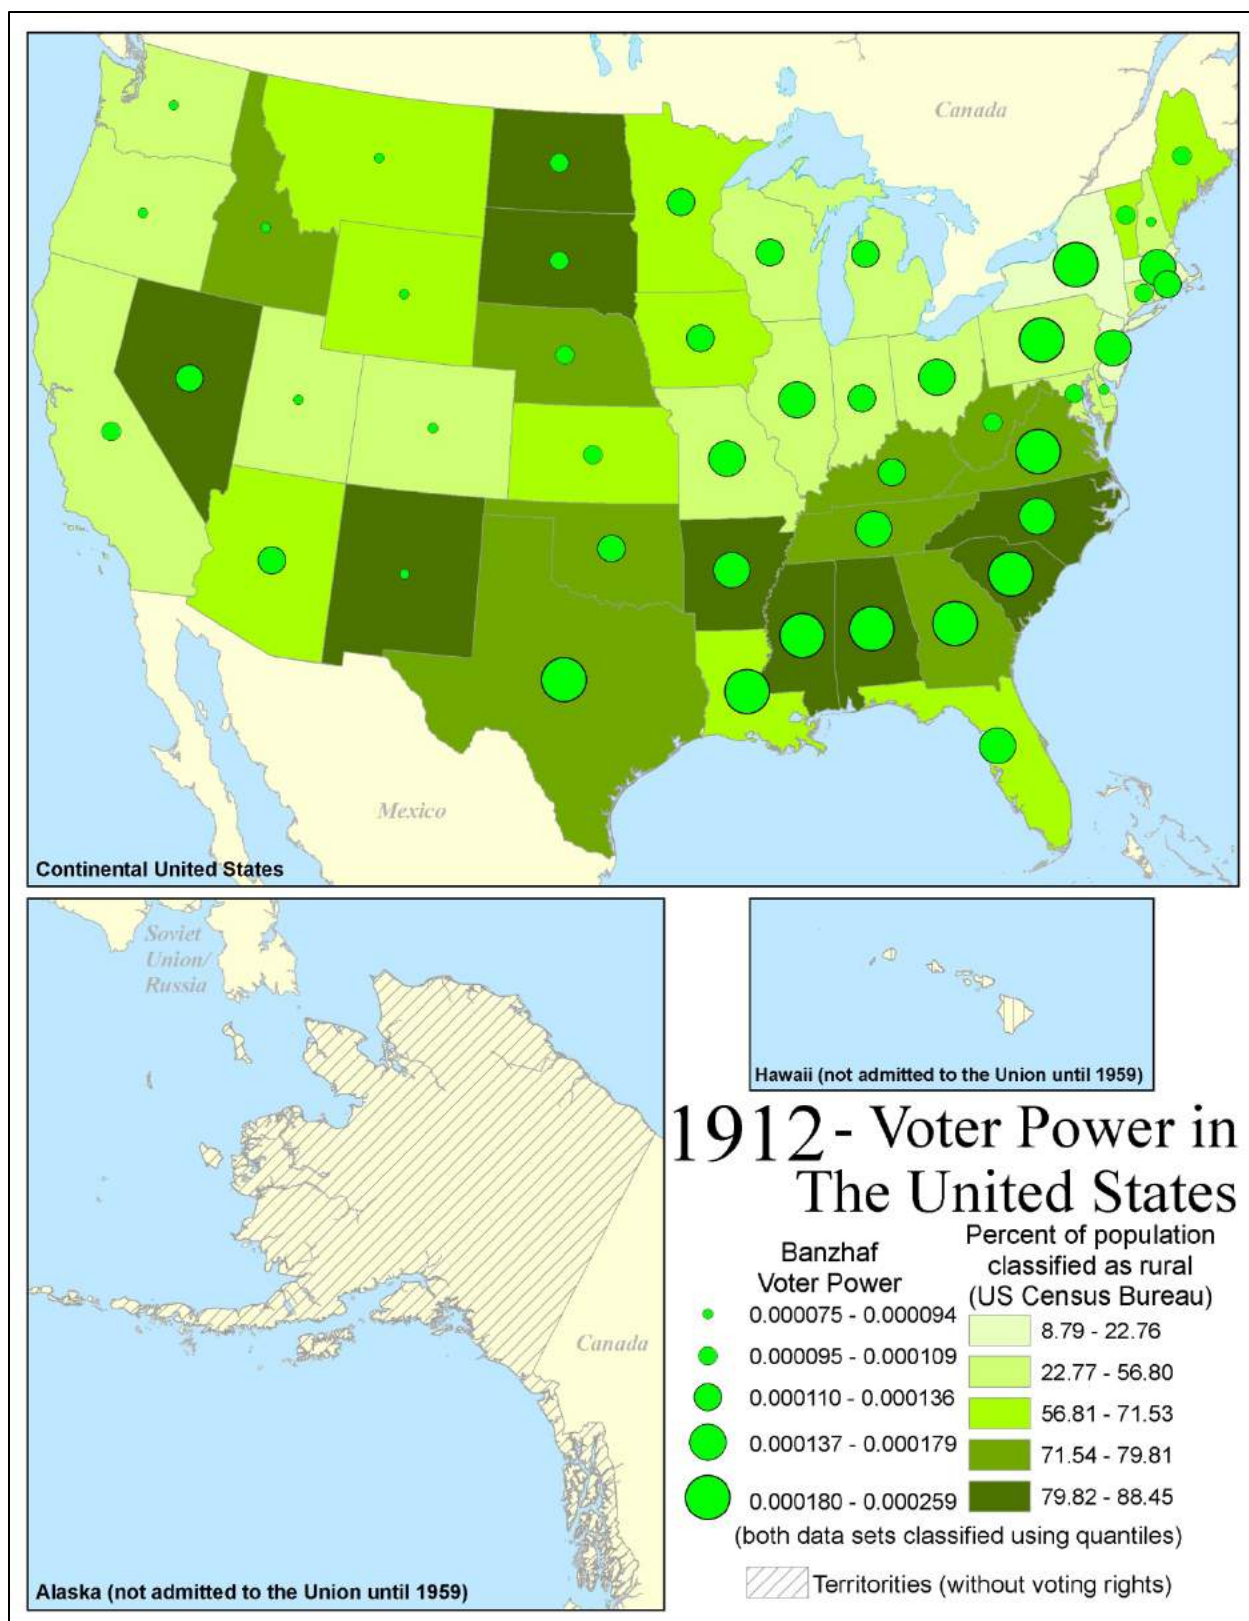 Canada
Mexico
Continental United States
Soviet
Union/
Russia
Canada
Alaska (not admitted to the Union until 1959)
Hawaii (not admitted to the Union until 1959)
1912 - Voter Power in
The United States
Banzhaf
Voter Power
0.000075 - 0.000094
0.000095 - 0.000109
0.000110 - 0.000136
0.000137 - 0.000179
0.000180 - 0.000259
Percent of population
classified as rural
(US Census Bureau)
8.79 - 22.76
22.77 - 56.80
56.81 - 71.53
71.54 - 79.81
79.82 - 88.45
(both data sets classified using quantiles)
Territorities (without voting rights)